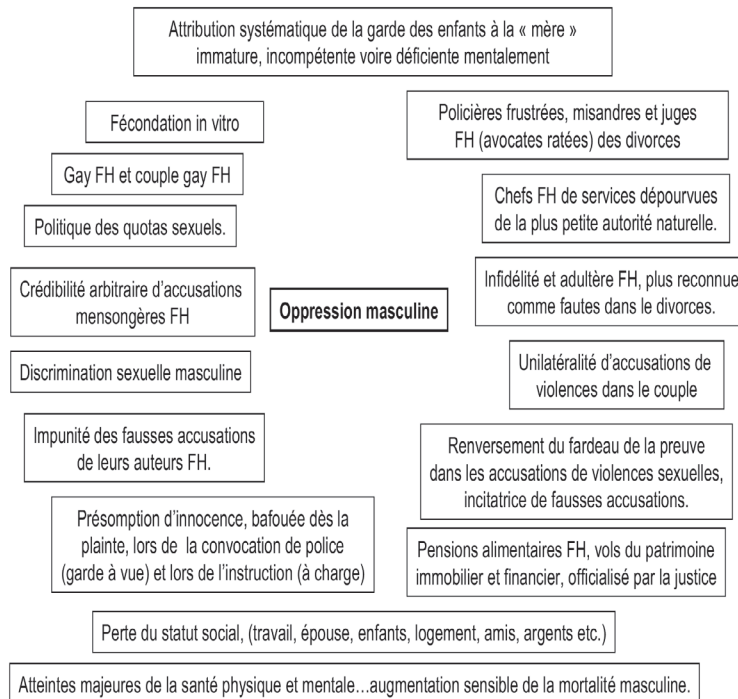 Attribution systématique de la garde des enfants à la « mère »
immature, incompétente voire déficiente mentalement
Fécondation in vitro
Policières frustrées, misandres et juges
FH (avocates ratées) des divorces
Gay FH et couple gay FH
Chefs FH de services dépourvues
de la plus petite autorité naturelle.
Politique des quotas sexuels.
Crédibilité arbitraire d'accusations
mensongères FH
Oppression masculine
Infidélité et adultère FH, plus reconnue
comme fautes dans le divorces.
Discrimination sexuelle masculine
Unilatéralité d'accusations de
violences dans le couple
Impunité des fausses accusations
de leurs auteurs FH.
Renversement du fardeau de la preuve
dans les accusations de violences sexuelles,
incitatrice de fausses accusations.
Présomption d'innocence, bafouée dès la
plainte, lors de la convocation de police
(garde à vue) et lors de l'instruction (à charge)
Pensions alimentaires FH, vols du patrimoine
immobilier et financier, officialisé par la justice
Perte du statut social, (travail, épouse, enfants, logement, amis, argents etc.)
Atteintes majeures de la santé physique et mentale…augmentation sensible de la mortalité masculine.